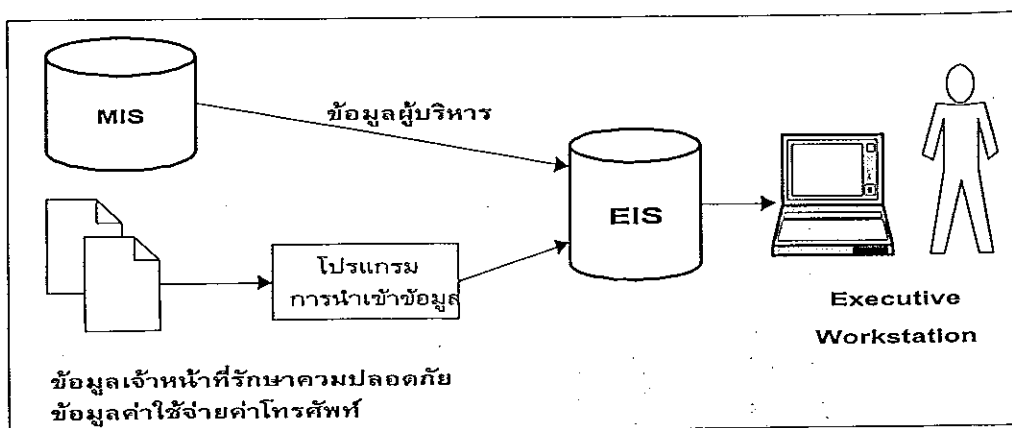 MIS
ข้อมูลผู้บริหาร
EIS
โปรแกรม
การนำเข้าข้อมูล
Executive
Workstation
ข้อมูลเจ้าหน้าที่รักษาความปลอดภัย
ข้อมูลค่าใช้จ่ายค่าโทรศัพท์